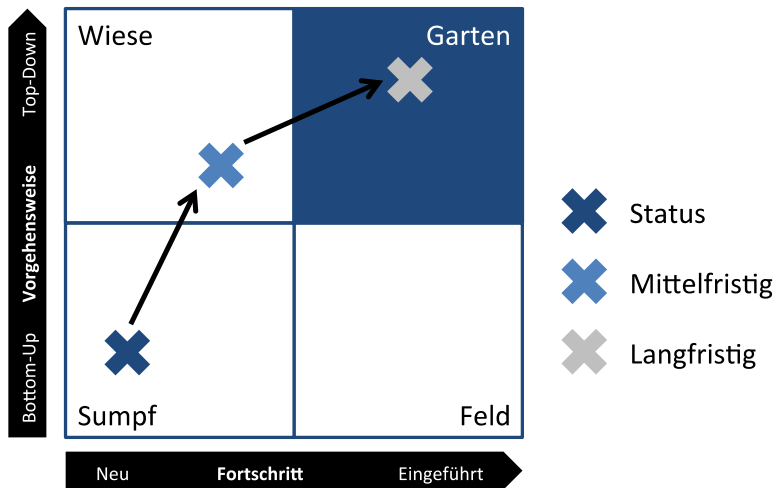 Wiese
Garten
Top-Down
Vorgehensweise
Bottom-Up
Sumpf
Feld
Neu
Fortschritt
Eingeführt
Status
Mittelfristig
Langfristig